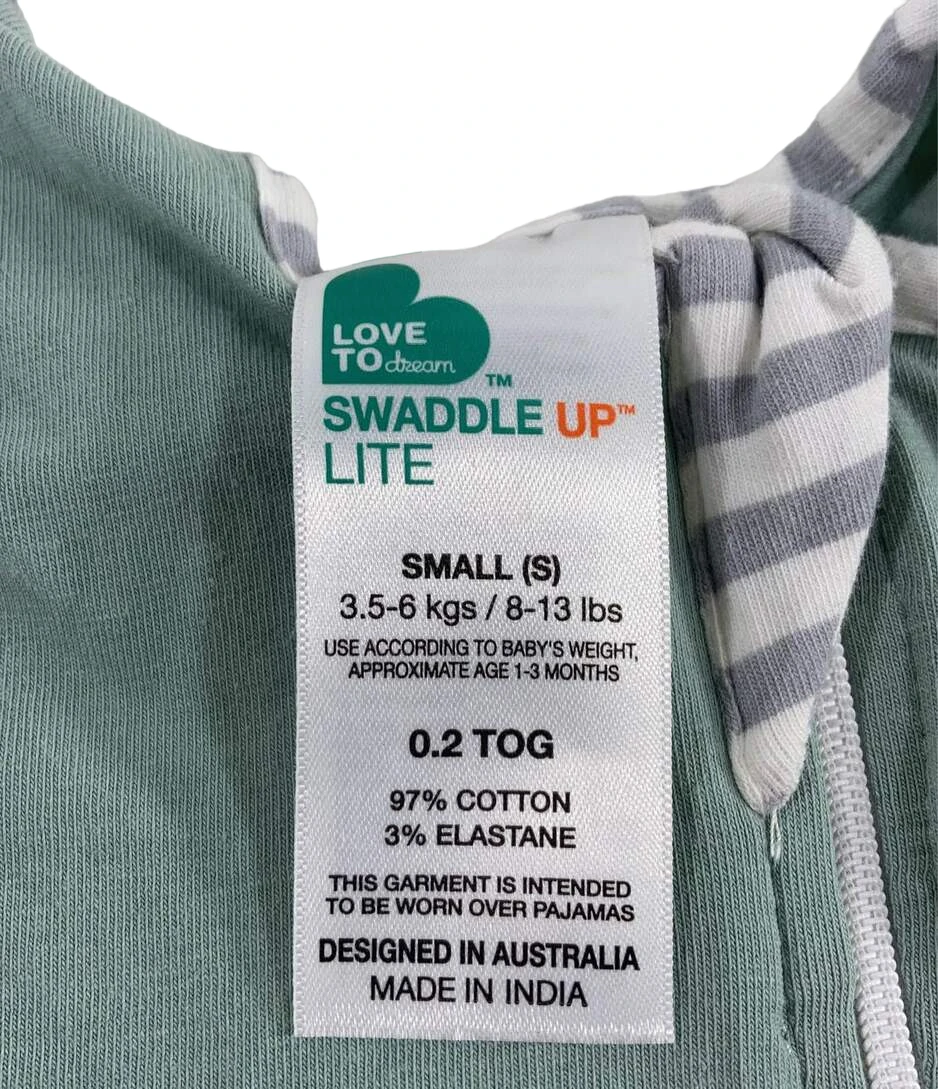 LOVE
TO dream™
SWADDLE UP™
LITE
SMALL (S)
3.5-6 kgs / 8-13 lbs
USE ACCORDING TO BABY'S WEIGHT,
APPROXIMATE AGE 1-3 MONTHS
0.2 TOG
97% COTTON
3% ELASTANE
THIS GARMENT IS INTENDED
TO BE WORN OVER PAJAMAS
DESIGNED IN AUSTRALIA
MADE IN INDIA